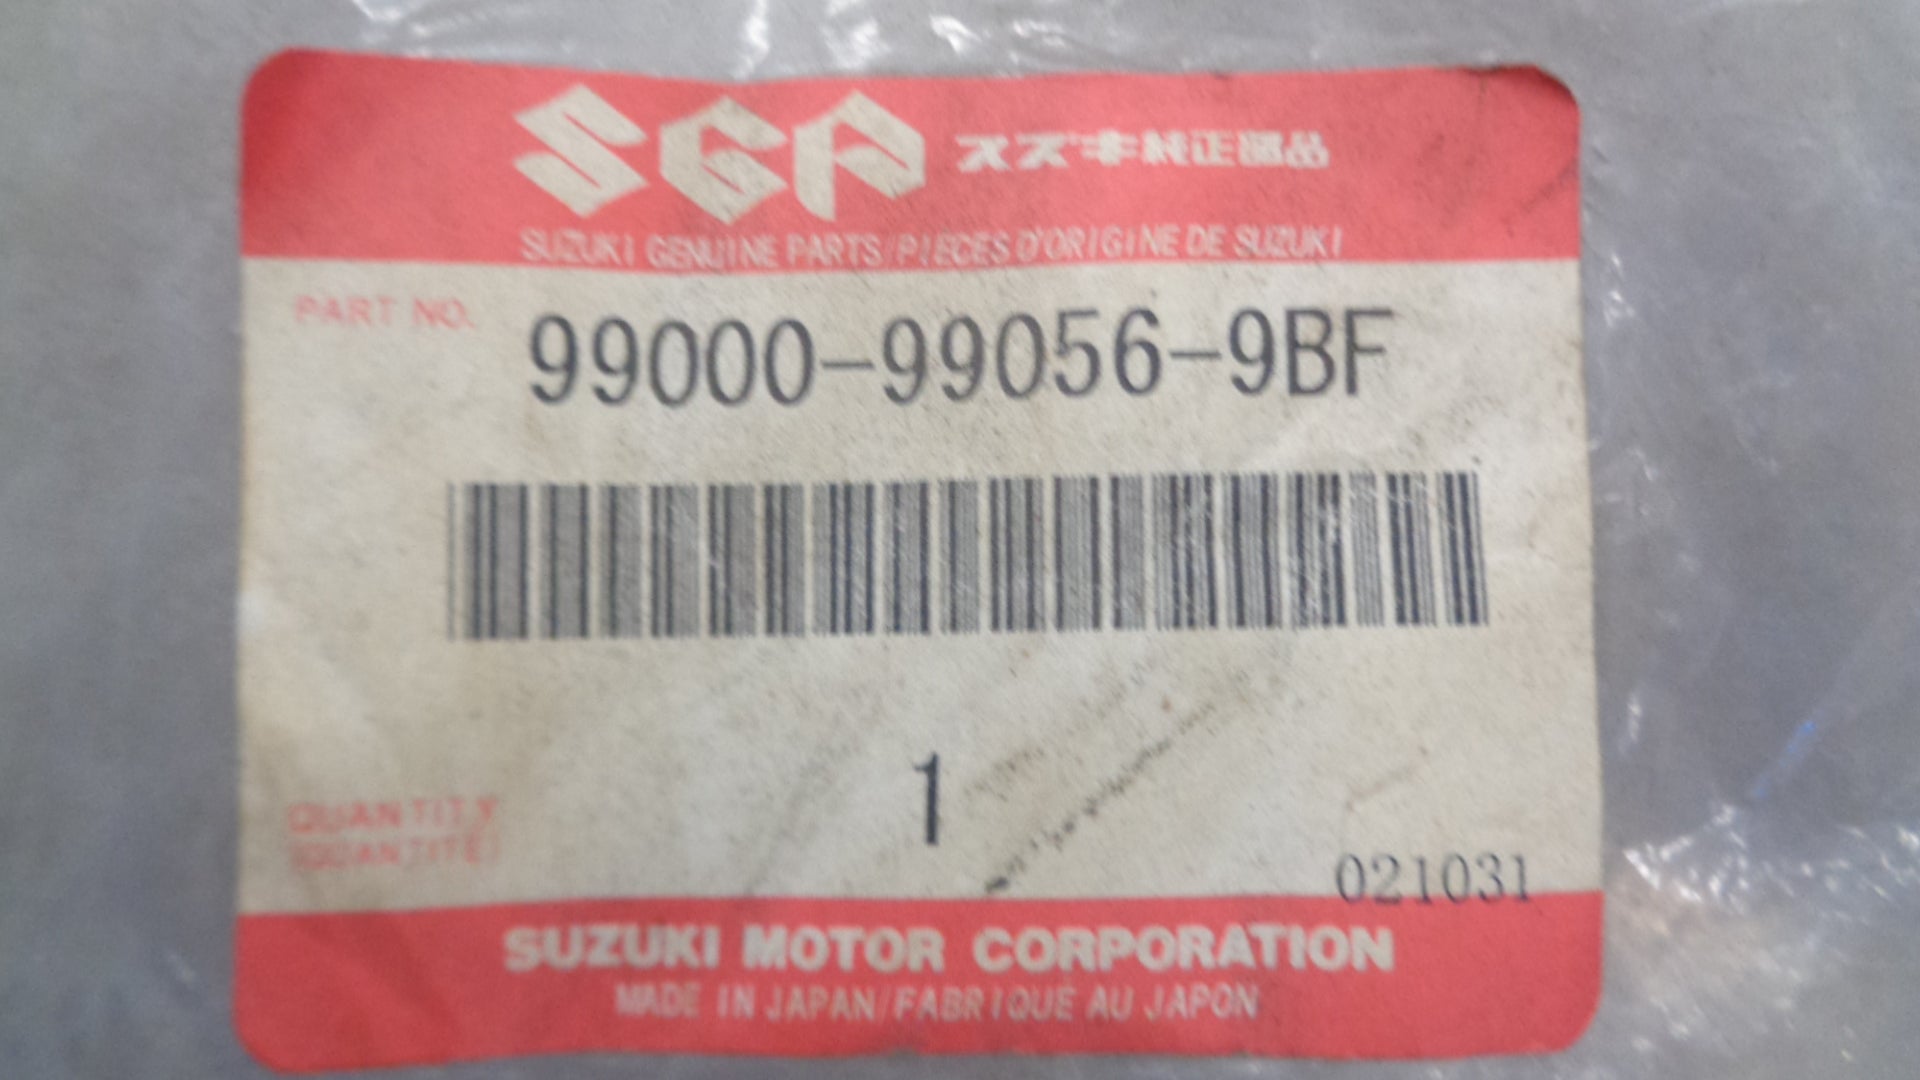 SGP スズキ純正部品
SUZUKI GENUINE PARTS/PIECES D'ORIGINE DE SUZUKI
PART NO. 99000-99056-9BF
1
QUANTITY
(QUANTITE)
021031
SUZUKI MOTOR CORPORATION
MADE IN JAPAN/FABRIQUE AU JAPON